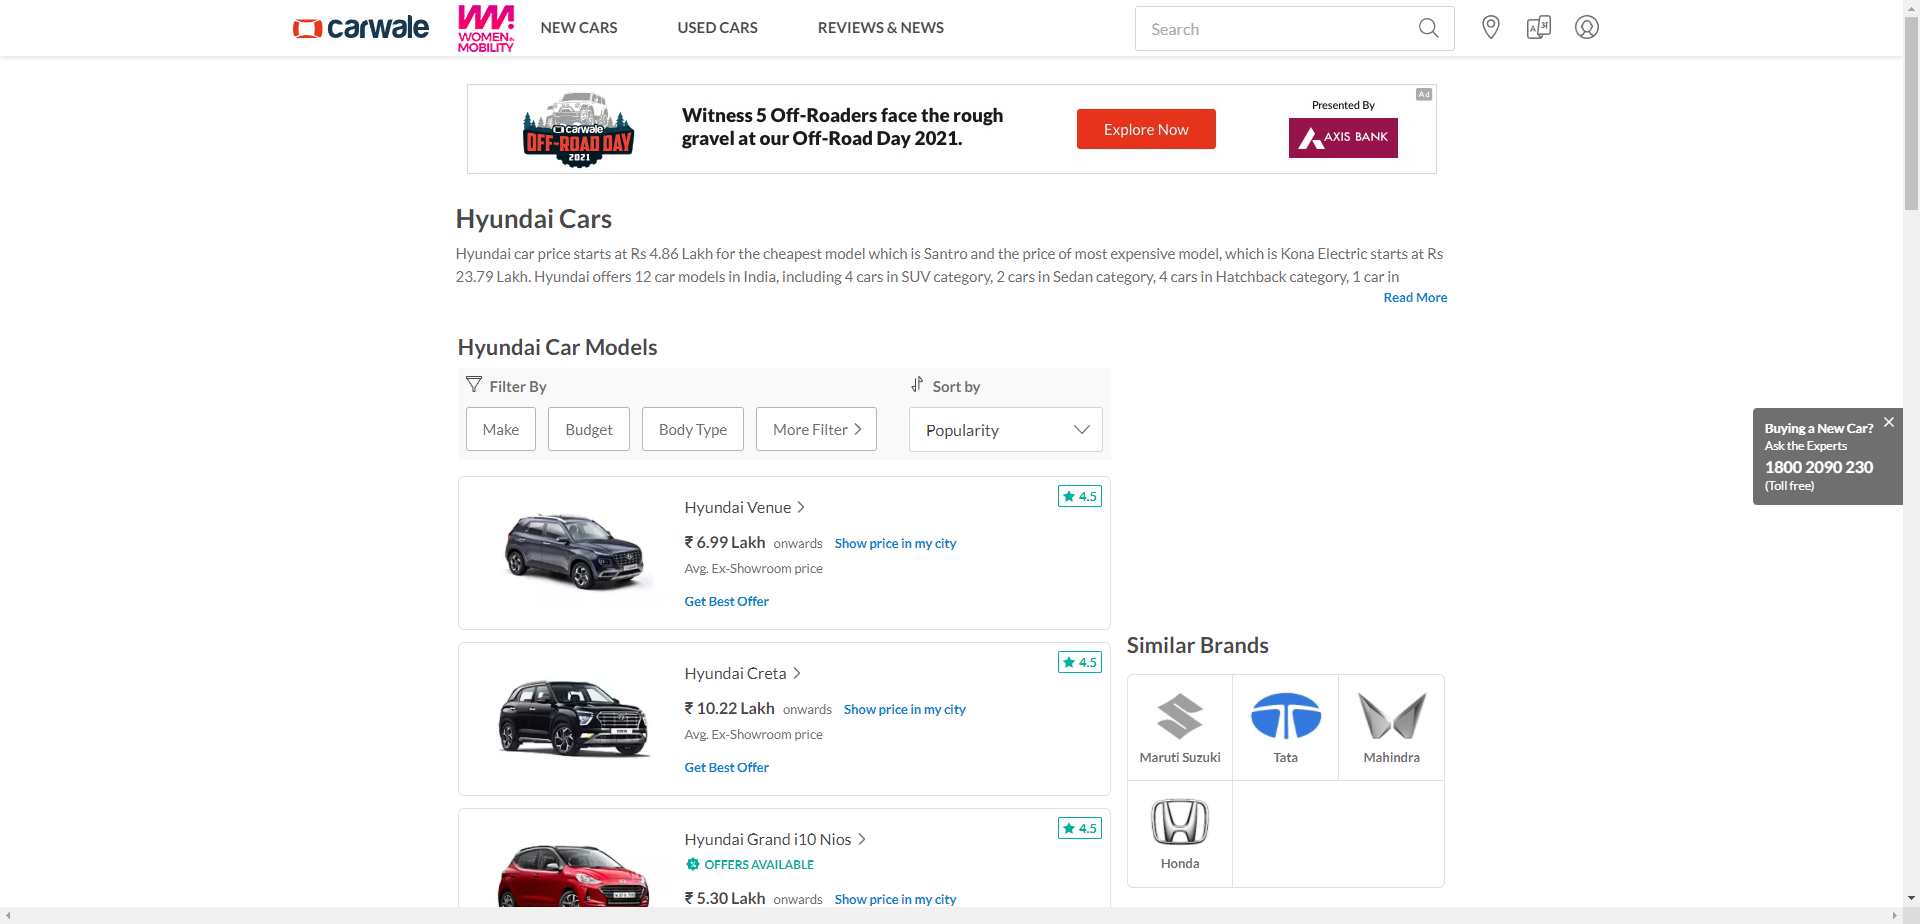 carwale
WM!
WOMEN IN
MOBILITY
NEW CARS
USED CARS
REVIEWS & NEWS
Search
Ad
carwale
OFF-ROAD DAY
2021
Witness 5 Off-Roaders face the rough
gravel at our Off-Road Day 2021.
Explore Now
Presented By
AXIS BANK
Hyundai Cars
Hyundai car price starts at Rs 4.86 Lakh for the cheapest model which is Santro and the price of most expensive model, which is Kona Electric starts at Rs
23.79 Lakh. Hyundai offers 12 car models in India, including 4 cars in SUV category, 2 cars in Sedan category, 4 cars in Hatchback category, 1 car in
Read More
Hyundai Car Models
Filter By
Sort by
Make
Budget
Body Type
More Filter
Popularity
Buying a New Car?
Ask the Experts
1800 2090 230
(Toll free)
Hyundai Venue
4.5
₹ 6.99 Lakh onwards Show price in my city
Avg. Ex-Showroom price
Get Best Offer
Hyundai Creta
4.5
₹ 10.22 Lakh onwards Show price in my city
Avg. Ex-Showroom price
Get Best Offer
Hyundai Grand i10 Nios
4.5
OFFERS AVAILABLE
₹ 5.30 Lakh onwards Show price in my city
Similar Brands
Maruti Suzuki
Tata
Mahindra
Honda